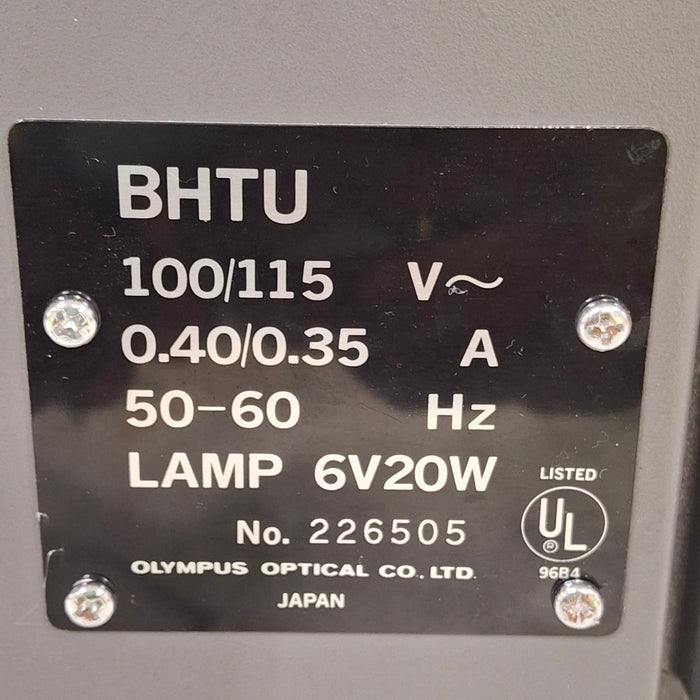 BHTU
100/115 V~
0.40/0.35 A
50-60 Hz
LAMP 6V20W
LISTED
UL
®
No. 226505
OLYMPUS OPTICAL CO., LTD.
96B4
JAPAN